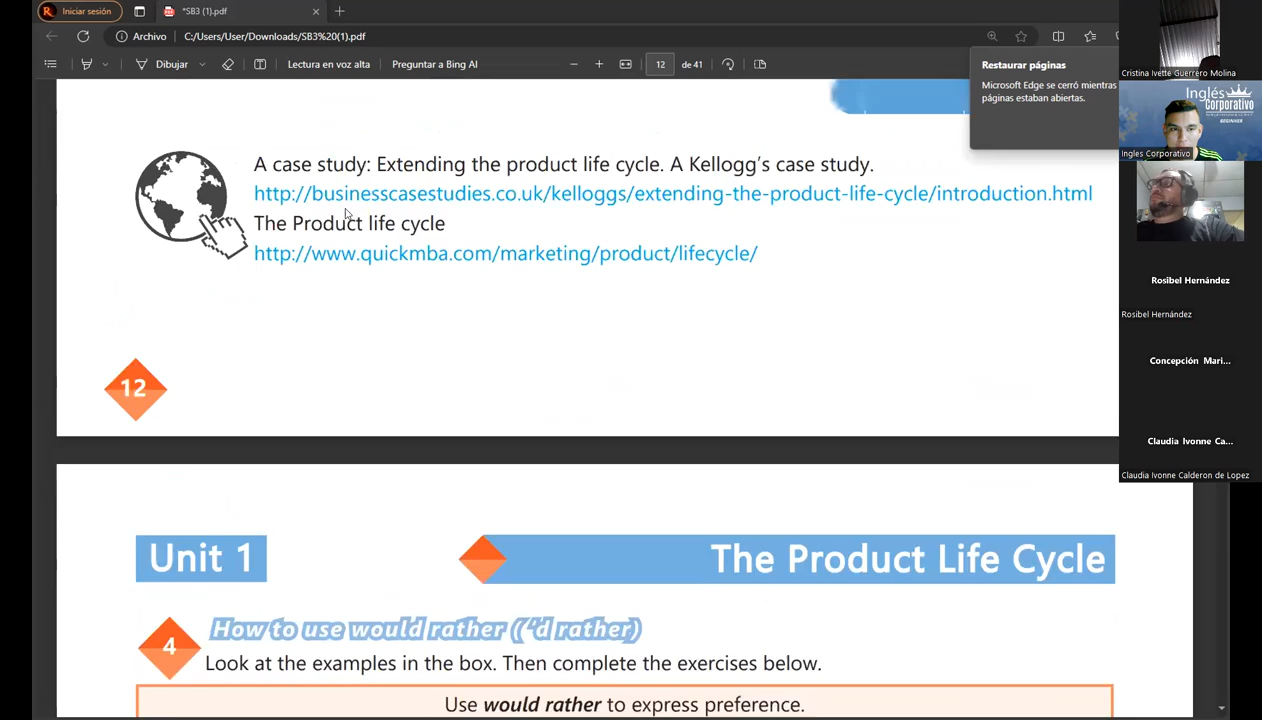 R Iniciar sesión
*SB3 (1).pdf
Archivo C:/Users/User/Downloads/SB3%20(1).pdf
Dibujar Lectura en voz alta Preguntar a Bing AI 12 de 41
Restaurar páginas
Microsoft Edge se cerró mientras
páginas estaban abiertas.
A case study: Extending the product life cycle. A Kellogg's case study.
http://businesscasestudies.co.uk/kelloggs/extending-the-product-life-cycle/introduction.html
The Product life cycle
http://www.quickmba.com/marketing/product/lifecycle/
12
Unit 1
The Product Life Cycle
4
How to use would rather (('d rather)
Look at the examples in the box. Then complete the exercises below.
Use would rather to express preference.
Cristina Ivette Guerrero Molina
Inglés
Corporativo
BEGINNER
Ingles Corporativo
Rosibel Hernández
Rosibel Hernández
Concepción Mari...
Claudia Ivonne Ca...
Claudia Ivonne Calderon de Lopez